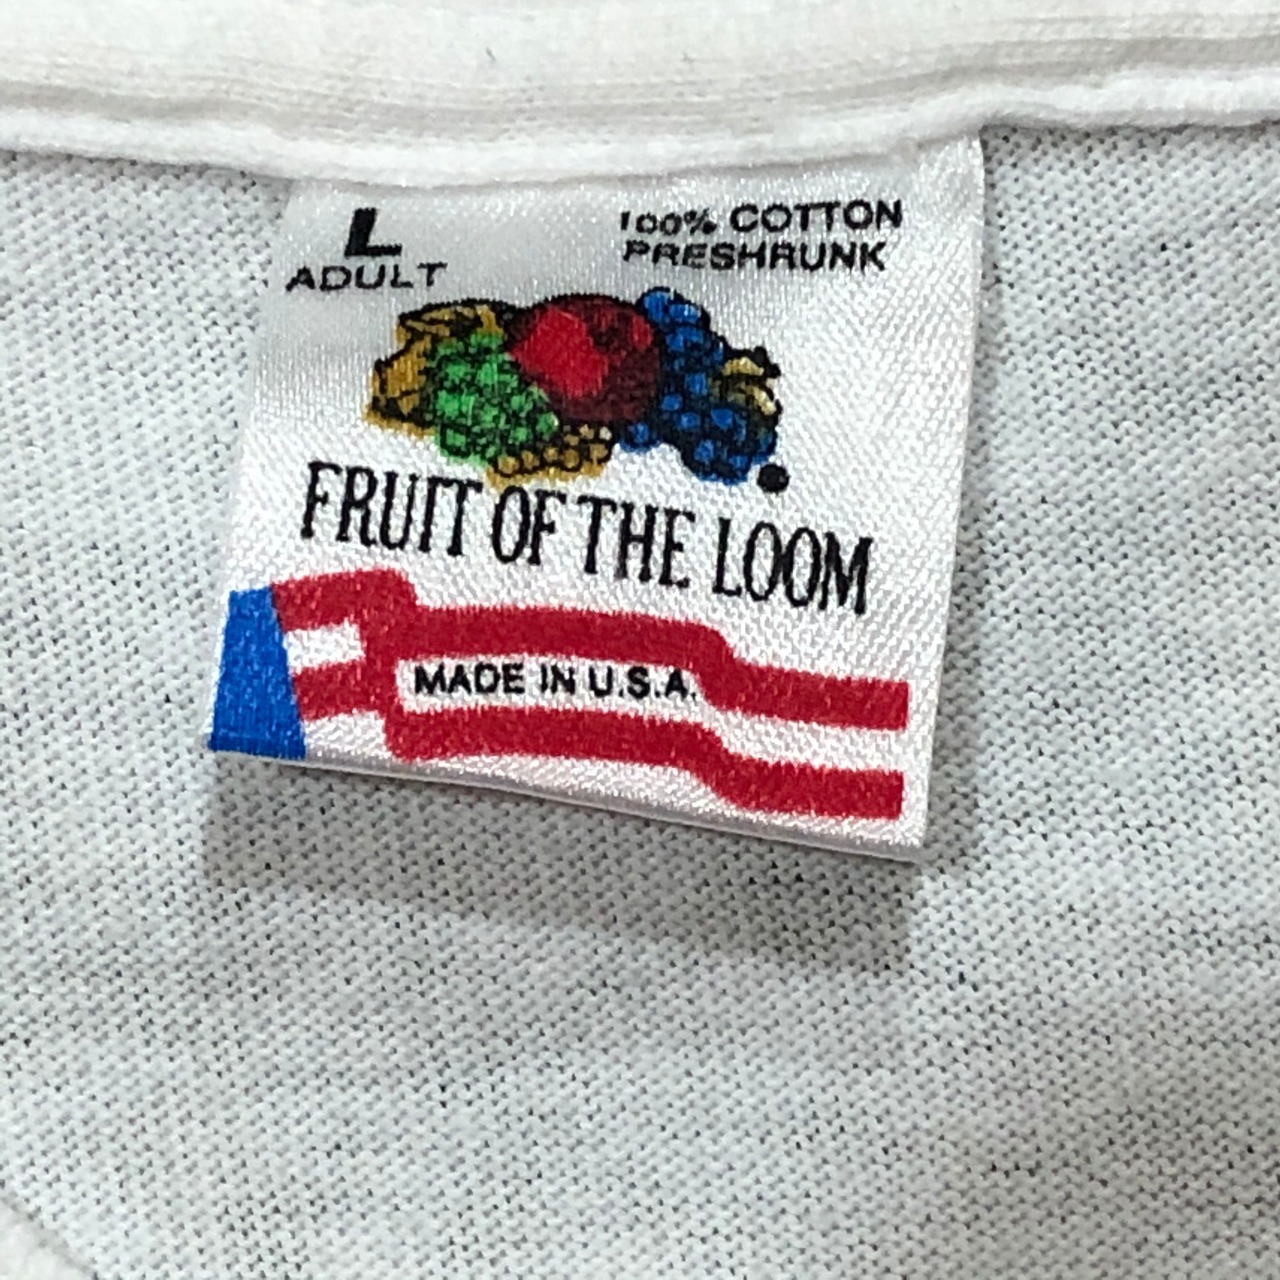 L
ADULT
100% COTTON
PRESHRUNK
FRUIT OF THE LOOM
MADE IN U.S.A.